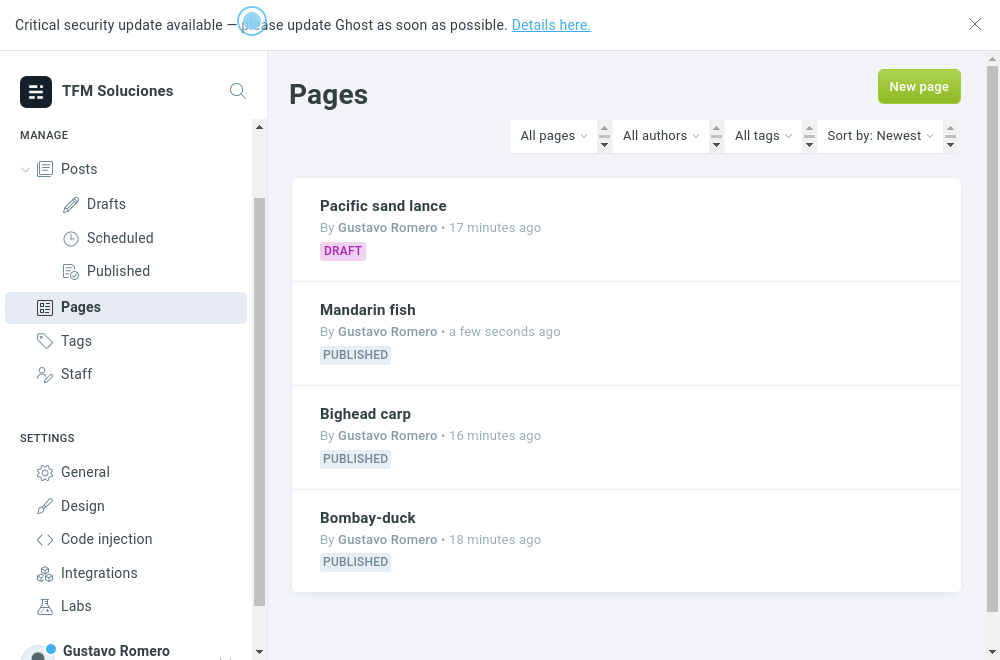 Critical security update available — please update Ghost as soon as possible. Details here.
TFM Soluciones
MANAGE
Posts
Drafts
Scheduled
Published
Pages
Tags
Staff
SETTINGS
General
Design
Code injection
Integrations
Labs
Gustavo Romero
Pages
New page
All pages
All authors
All tags
Sort by: Newest
Pacific sand lance
By Gustavo Romero • 17 minutes ago
DRAFT
Mandarin fish
By Gustavo Romero • a few seconds ago
PUBLISHED
Bighead carp
By Gustavo Romero • 16 minutes ago
PUBLISHED
Bombay-duck
By Gustavo Romero • 18 minutes ago
PUBLISHED